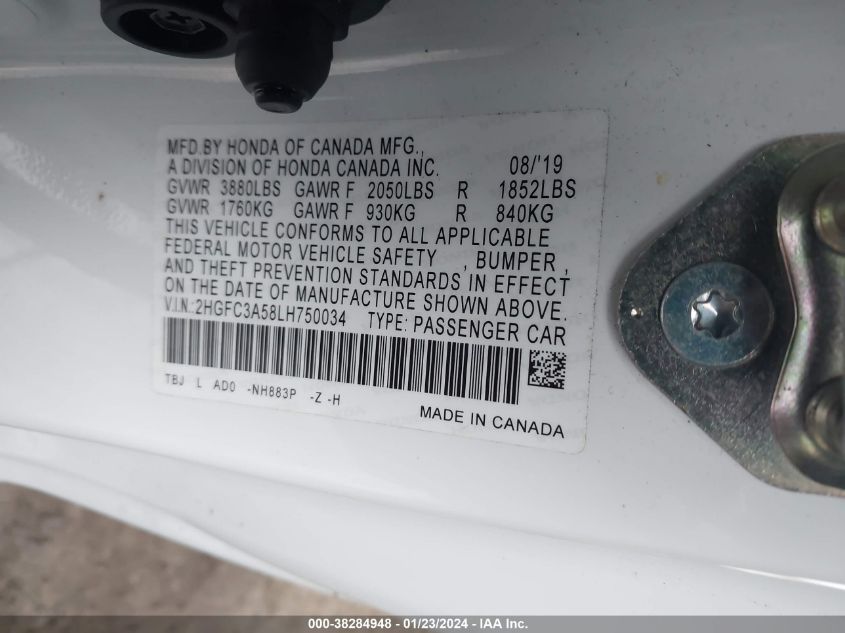 MFD.BY HONDA OF CANADA MFG.,
A DIVISION OF HONDA CANADA INC. 08/'19
GVWR 3880LBS GAWR F 2050LBS R 1852LBS
GVWR 1760KG GAWR F 930KG R 840KG
THIS VEHICLE CONFORMS TO ALL APPLICABLE
FEDERAL MOTOR VEHICLE SAFETY , BUMPER ,
AND THEFT PREVENTION STANDARDS IN EFFECT
ON THE DATE OF MANUFACTURE SHOWN ABOVE.
V.I.N.:2HGFC3A58LH750034 TYPE: PASSENGER CAR
TBJ L AD0 -NH883P -Z -H
MADE IN CANADA
000-38284948 - 01/23/2024 - IAA Inc.